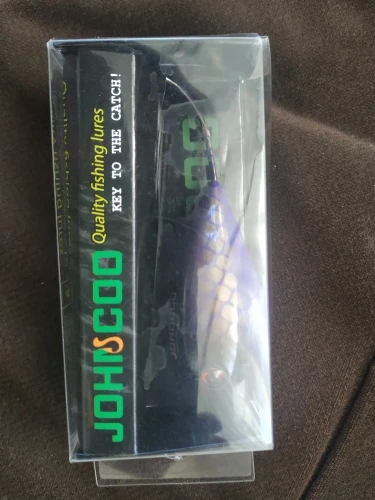 JOHNCOO
Quality fishing lures
KEY TO THE CATCH!